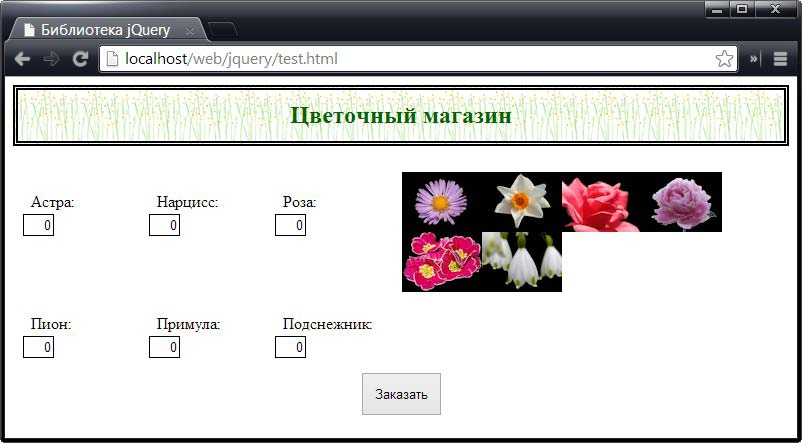 Библиотека jQuery
localhost/web/jquery/test.html
Цветочный магазин
Астра: Нарцисс: Роза:
0 0 0
Пион: Примула: Подснежник:
0 0 0
Заказать